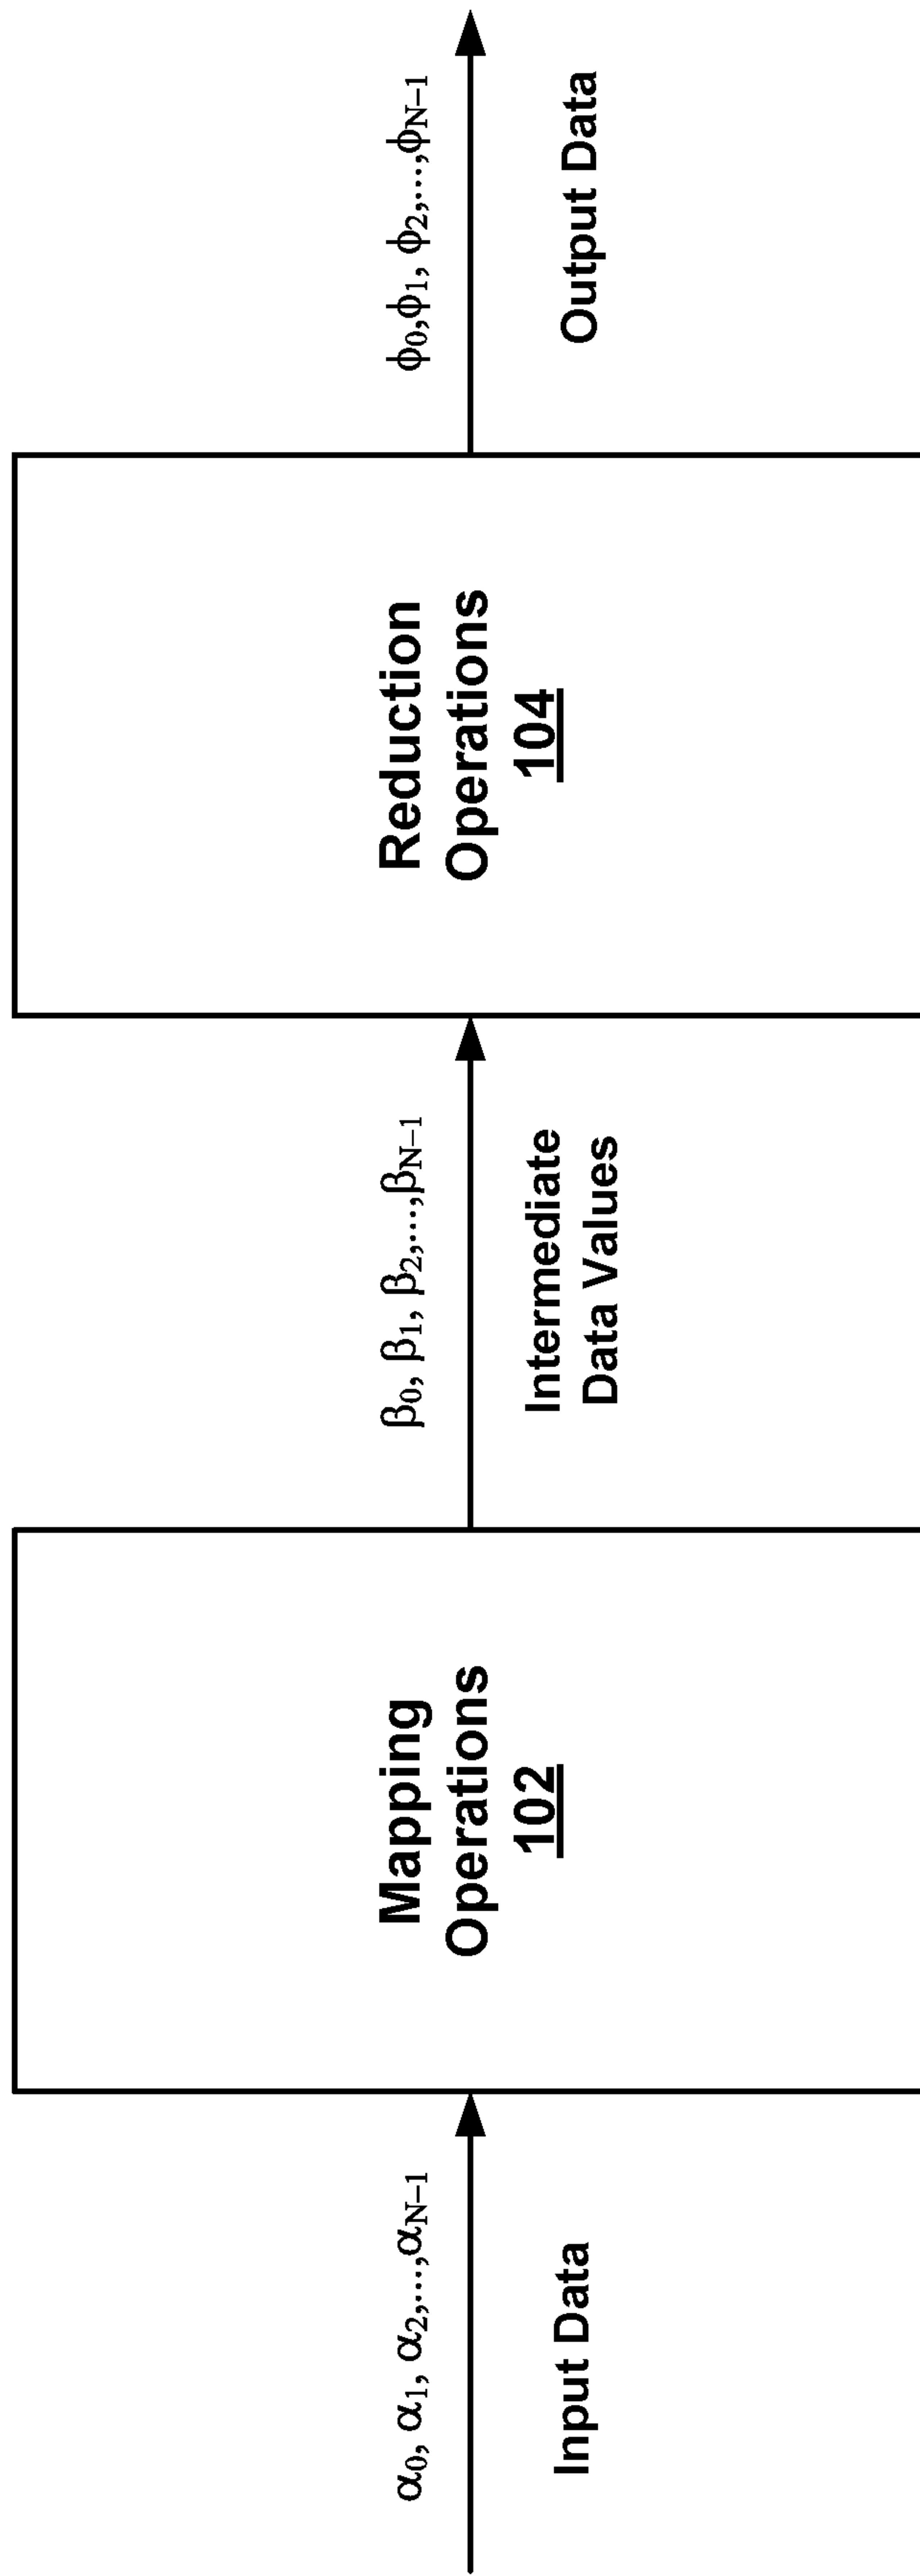 α0, α1, α2,...,αN−1
Input Data
Mapping
Operations
102
β0, β1, β2,...,βN−1
Intermediate
Data Values
Reduction
Operations
104
ϕ0,ϕ1, ϕ2,...,ϕN−1
Output Data